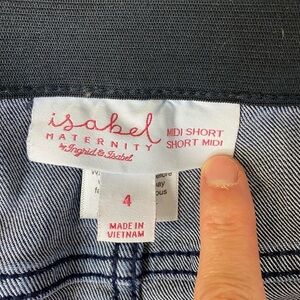 isabel
MATERNITY
by Ingrid & Isabel
MIDI SHORT
SHORT MIDI
4
MADE IN
VIETNAM